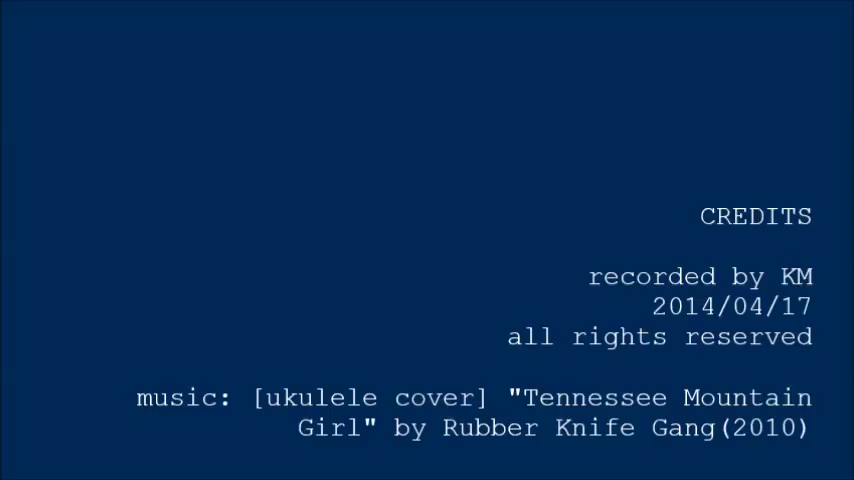 CREDITS
recorded by KM
2014/04/17
all rights reserved
music: [ukulele cover] "Tennessee Mountain
Girl" by Rubber Knife Gang(2010)